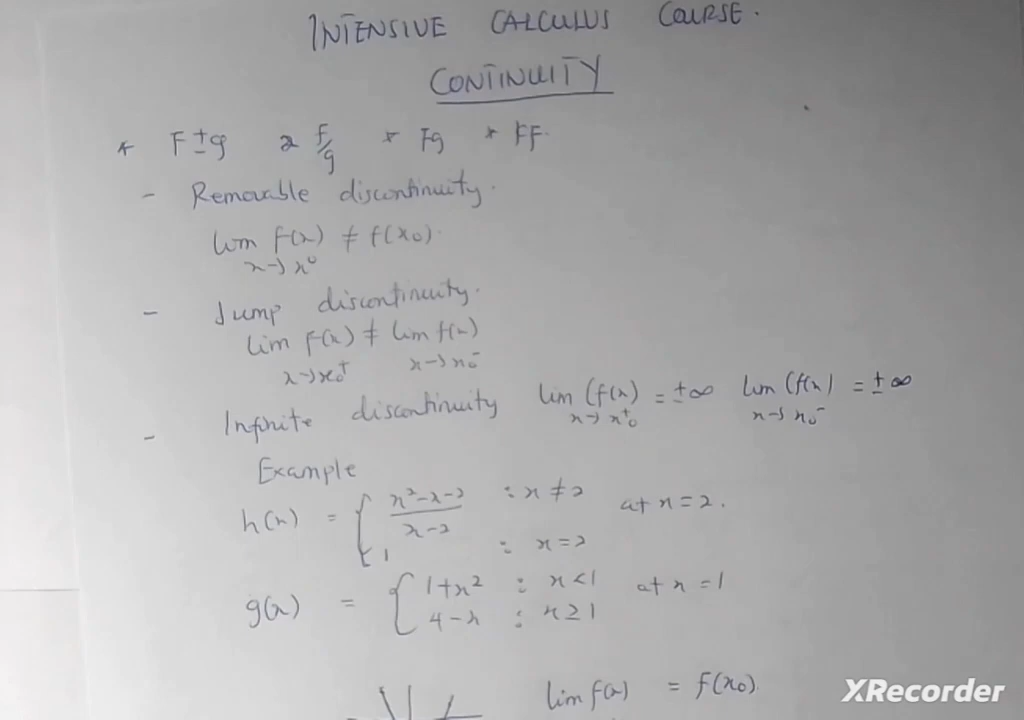 INTENSIVE CALCULUS COURSE.
CONTINUITY
* F ± g * F/g * Fg * kF.
- Removable discontinuity.
lim f(x) ≠ f(x₀).
x→x₀
- Jump discontinuity.
lim f(x) ≠ lim f(x)
x→x₀⁺ x→x₀⁻
- Infinite discontinuity lim (f(x) = ±∞ lim (f(x) = ±∞
x→x₀⁺ x→x₀⁻
Example
h(x) = { x²-x-2 / x-2 : x ≠ 2 at x = 2.
1 : x = 2
g(x) = { 1+x² : x < 1 at x = 1
4-x : x ≥ 1
lim f(x) = f(x₀).
XRecorder